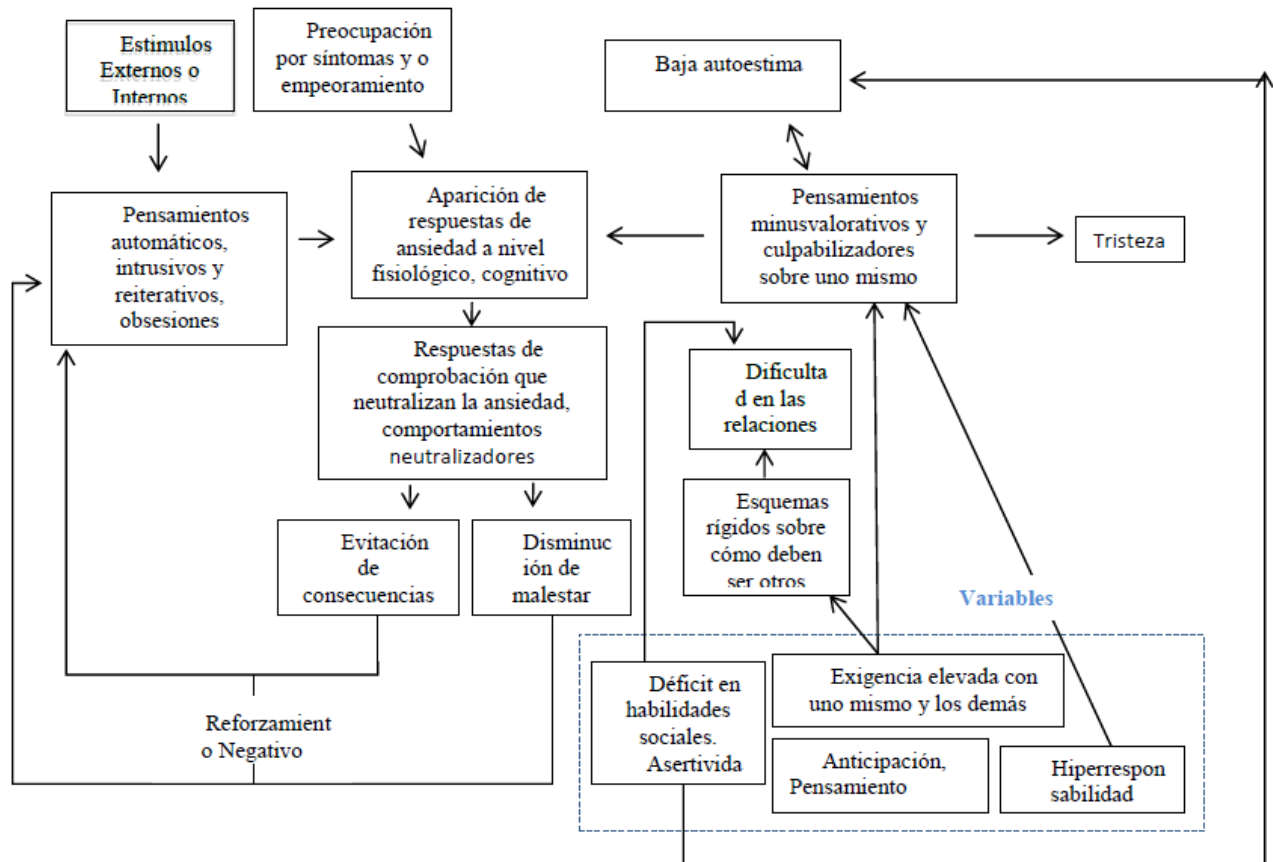 Estimulos
Externos o
Internos
Preocupación
por síntomas y o
empeoramiento
Baja autoestima
Pensamientos
automáticos,
intrusivos y
reiterativos,
obsesiones
Aparición de
respuestas de
ansiedad a nivel
fisiológico, cognitivo
Pensamientos
minusvalorativos y
culpabilizadores
sobre uno mismo
Tristeza
Respuestas de
comprobación que
neutralizan la ansiedad,
comportamientos
neutralizadores
Dificulta
d en las
relaciones
Evitación
de
consecuencias
Disminuc
ión de
malestar
Esquemas
rígidos sobre
cómo deben
ser otros
Variables
Reforzamient
o Negativo
Déficit en
habilidades
sociales.
Asertivida
Exigencia elevada con
uno mismo y los demás
Anticipación,
Pensamiento
Hiperrespon
sabilidad